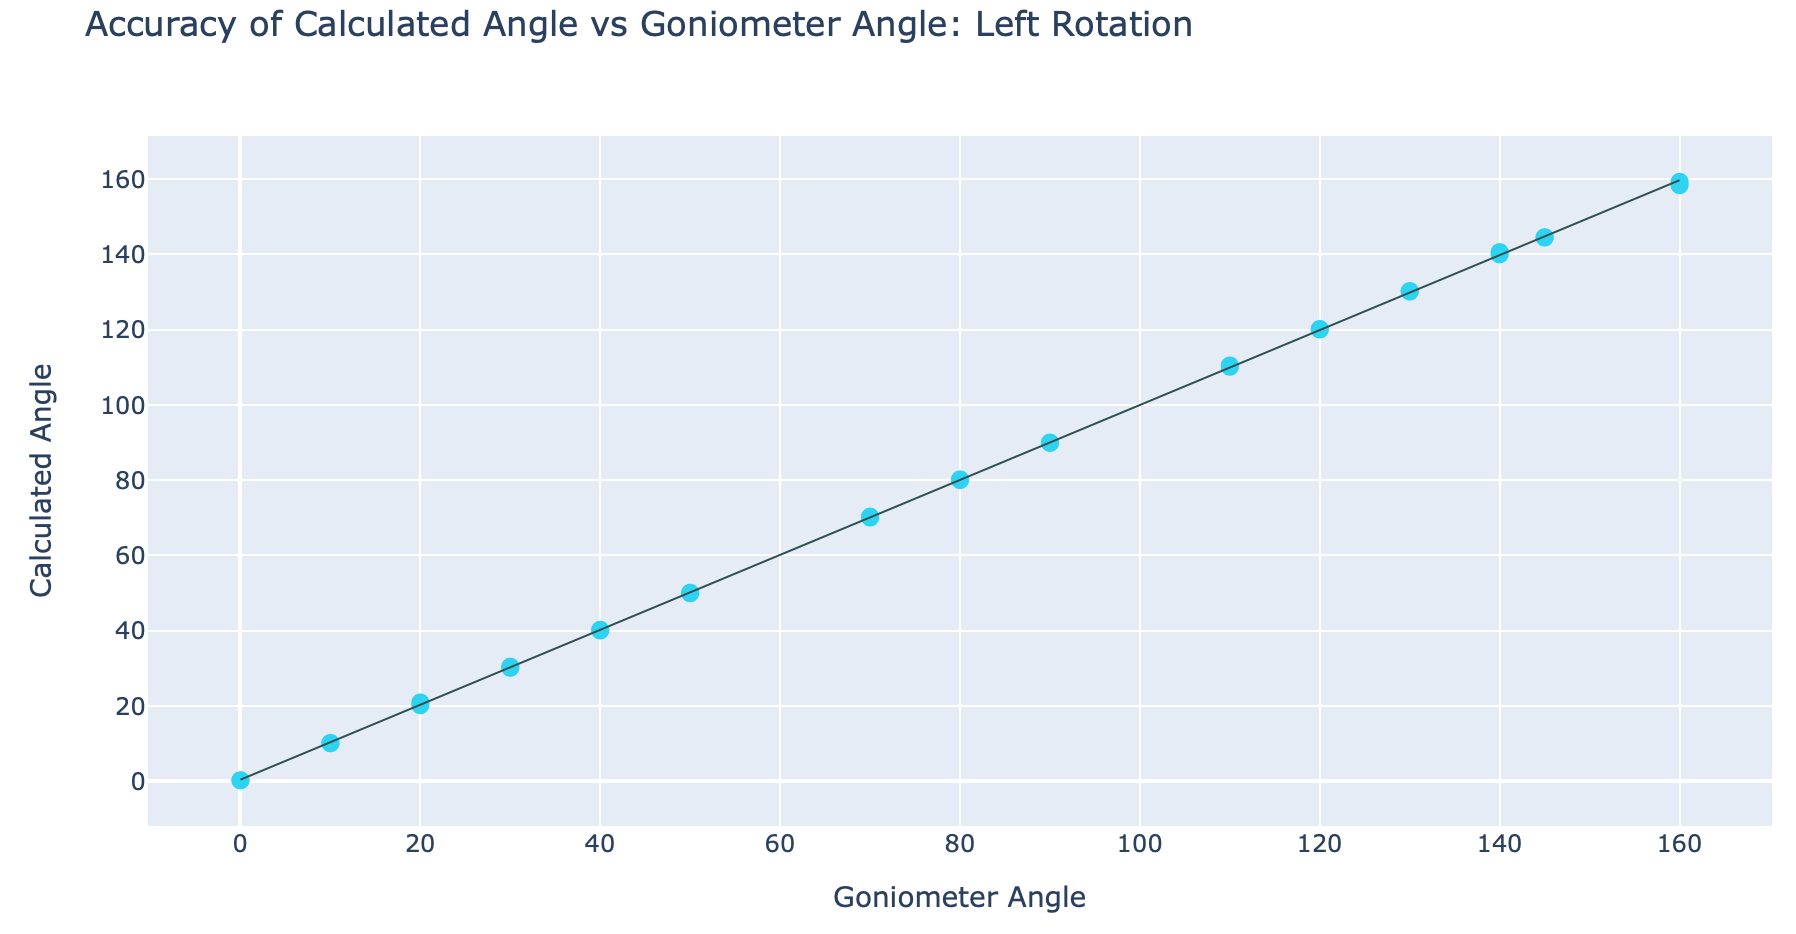 Accuracy of Calculated Angle vs Goniometer Angle: Left Rotation
160
140
120
100
80
60
40
20
0
Calculated Angle
0 20 40 60 80 100 120 140 160
Goniometer Angle